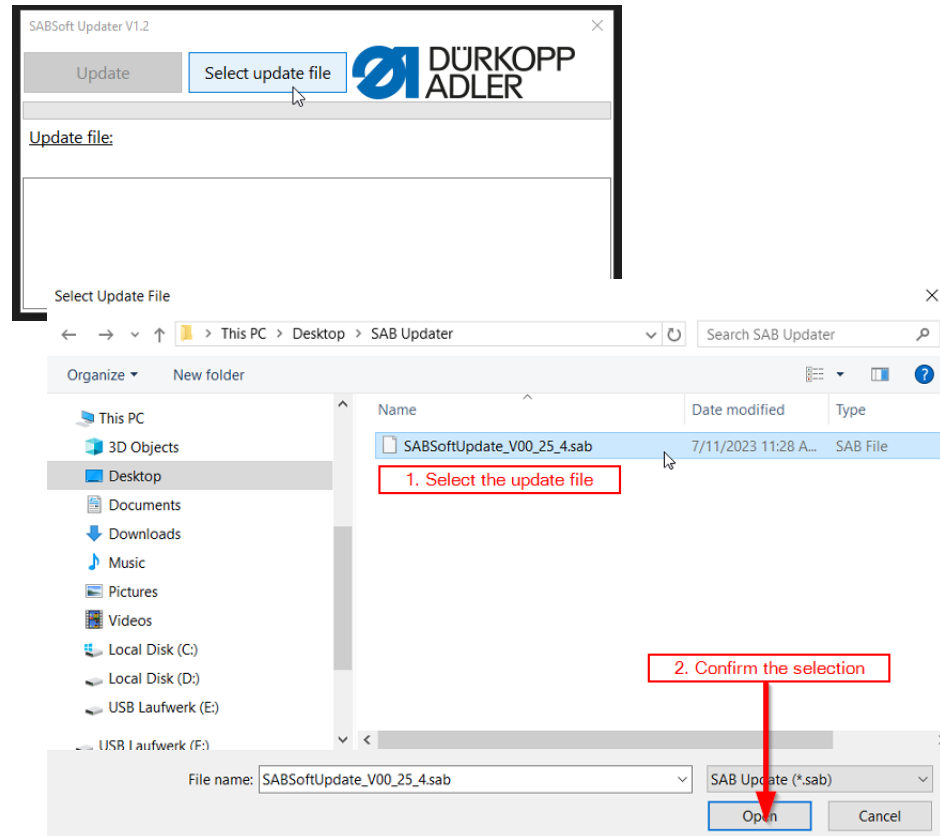 SABSoft Updater V1.2
Update
Select update file
DÜRKOPP
ADLER
Update file:
Select Update File
This PC > Desktop > SAB Updater
Search SAB Updater
Organize
New folder
This PC
3D Objects
Desktop
Documents
Downloads
Music
Pictures
Videos
Local Disk (C:)
Local Disk (D:)
USB Laufwerk (E:)
USB Laufwerk (F:)
Name
Date modified
Type
SABSoftUpdate_V00_25_4.sab
7/11/2023 11:28 A...
SAB File
1. Select the update file
2. Confirm the selection
File name:
SABSoftUpdate_V00_25_4.sab
SAB Update (*.sab)
Open
Cancel